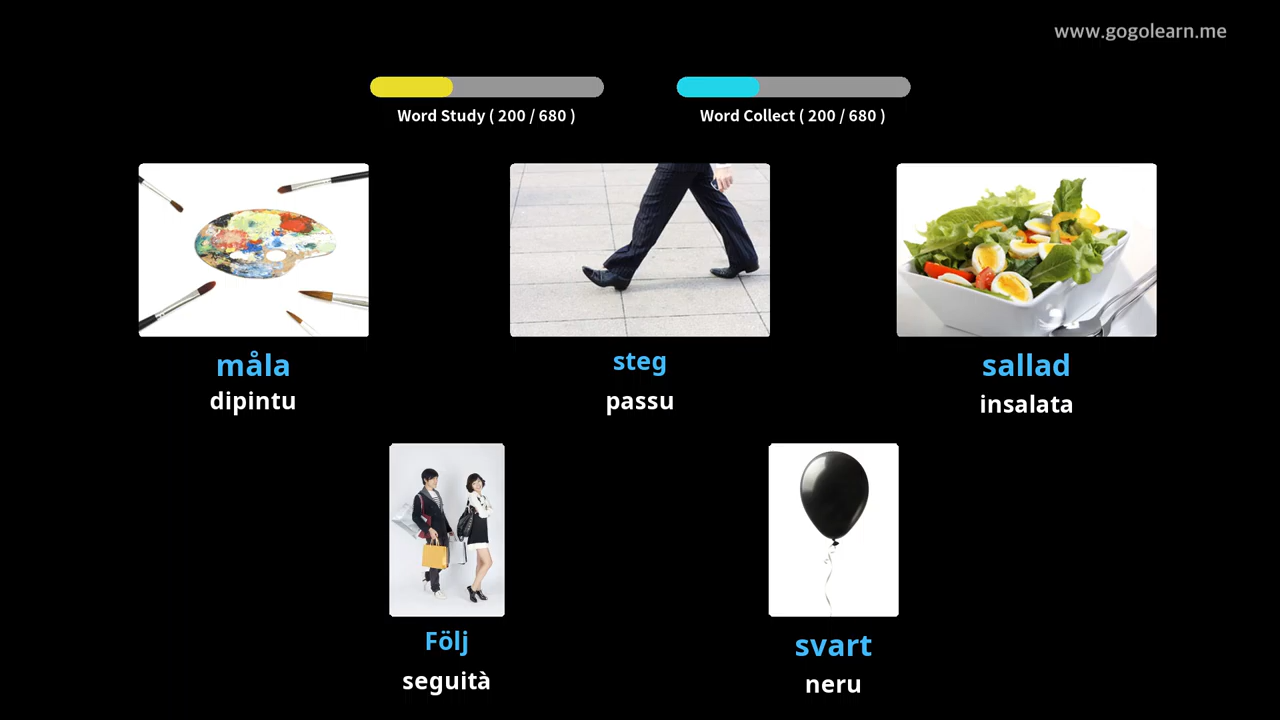 www.gogolearn.me
Word Study ( 200 / 680 )
Word Collect ( 200 / 680 )
måla
dipintu
steg
passu
sallad
insalata
Följ
seguità
svart
neru